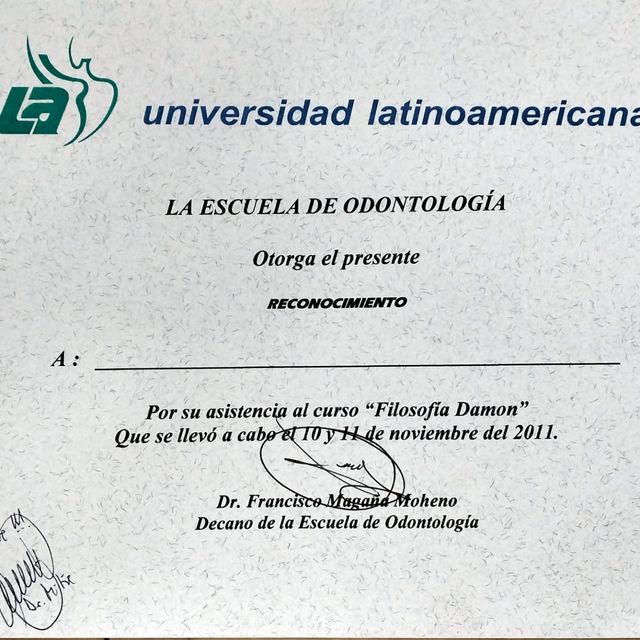 LA
universidad latinoamericana
LA ESCUELA DE ODONTOLOGÍA
Otorga el presente
RECONOCIMIENTO
A :
Por su asistencia al curso “Filosofía Damon”
Que se llevó a cabo el 10 y 11 de noviembre del 2011.
Dr. Francisco Magaña Moheno
Decano de la Escuela de Odontología